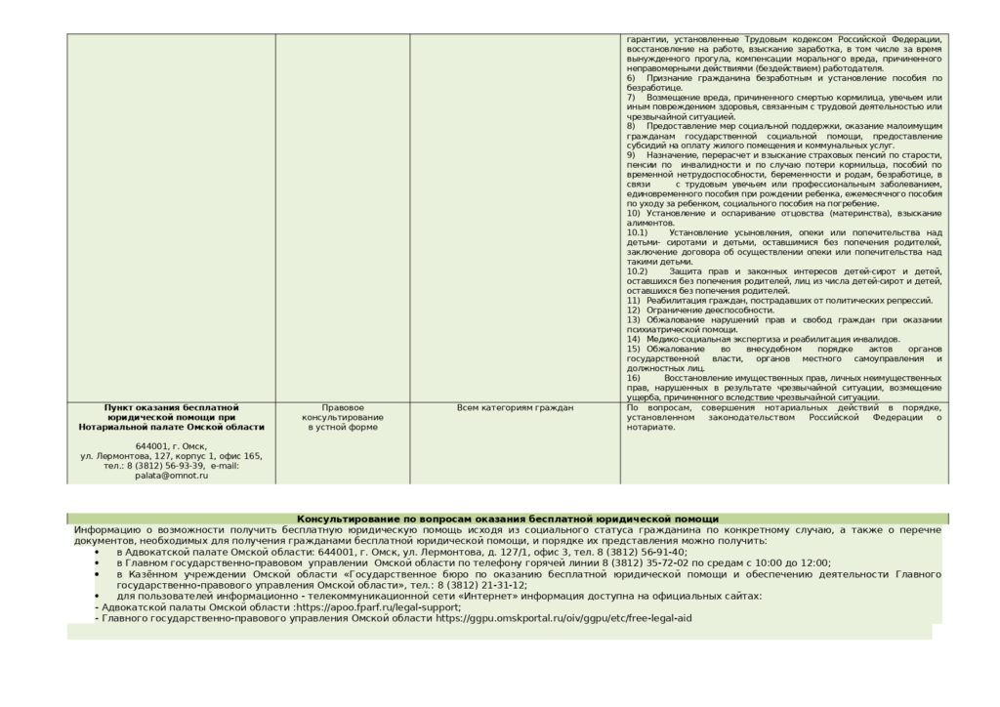 гарантии, установленные Трудовым кодексом Российской Федерации,
восстановление на работе, взыскание заработка, в том числе за время
вынужденного прогула, компенсации морального вреда, причиненного
неправомерными действиями (бездействием) работодателя.
6) Признание гражданина безработным и установление пособия по
безработице.
7) Возмещение вреда, причиненного смертью кормилица, увечьем или
иным повреждением здоровья, связанным с трудовой деятельностью или
чрезвычайной ситуацией.
8) Предоставление мер социальной поддержки, оказание малоимущим
гражданам государственной социальной помощи, предоставление
субсидий на оплату жилого помещения и коммунальных услуг.
9) Назначение, перерасчет и взыскание страховых пенсий по старости,
пенсии по инвалидности и по случаю потери кормильца, пособий по
временной нетрудоспособности, беременности и родам, безработице, в
связи с трудовым увечьем или профессиональным заболеванием,
единовременного пособия при рождении ребенка, ежемесячного пособия
по уходу за ребенком, социального пособия на погребение.
10) Установление и оспаривание отцовства (материнства), взыскание
алиментов.
10.1) Установление усыновления, опеки или попечительства над
детьми- сиротами и детьми, оставшимися без попечения родителей,
заключение договора об осуществлении опеки или попечительства над
такими детьми.
10.2) Защита прав и законных интересов детей-сирот и детей,
оставшихся без попечения родителей, лиц из числа детей-сирот и детей,
оставшихся без попечения родителей.
11) Реабилитация граждан, пострадавших от политических репрессий.
12) Ограничение дееспособности.
13) Обжалование нарушений прав и свобод граждан при оказании
психиатрической помощи.
14) Медико-социальная экспертиза и реабилитация инвалидов.
15) Обжалование во внесудебном порядке актов органов
государственной власти, органов местного самоуправления и
должностных лиц.
16) Восстановление имущественных прав, личных неимущественных
прав, нарушенных в результате чрезвычайной ситуации, возмещение
ущерба, причиненного вследствие чрезвычайной ситуации.
Пункт оказания бесплатной
юридической помощи при
Нотариальной палате Омской области
644001, г. Омск,
ул. Лермонтова, 127, корпус 1, офис 165,
тел.: 8 (3812) 56-93-39, e-mail:
palata@omnot.ru
Правовое
консультирование
в устной форме
Всем категориям граждан
По вопросам, совершения нотариальных действий в порядке,
установленном законодательством Российской Федерации о
нотариате.
Консультирование по вопросам оказания бесплатной юридической помощи
Информацию о возможности получить бесплатную юридическую помощь исходя из социального статуса гражданина по конкретному случаю, а также о перечне
документов, необходимых для получения гражданами бесплатной юридической помощи, и порядке их представления можно получить:
• в Адвокатской палате Омской области: 644001, г. Омск, ул. Лермонтова, д. 127/1, офис 3, тел. 8 (3812) 56-91-40;
• в Главном государственно-правовом управлении Омской области по телефону горячей линии 8 (3812) 35-72-02 по средам с 10:00 до 12:00;
• в Казённом учреждении Омской области «Государственное бюро по оказанию бесплатной юридической помощи и обеспечению деятельности Главного
государственно-правового управления Омской области», тел.: 8 (3812) 21-31-12;
• для пользователей информационно - телекоммуникационной сети «Интернет» информация доступна на официальных сайтах:
- Адвокатской палаты Омской области :https://apoo.fparf.ru/legal-support;
- Главного государственно-правового управления Омской области https://ggpu.omskportal.ru/oiv/ggpu/etc/free-legal-aid